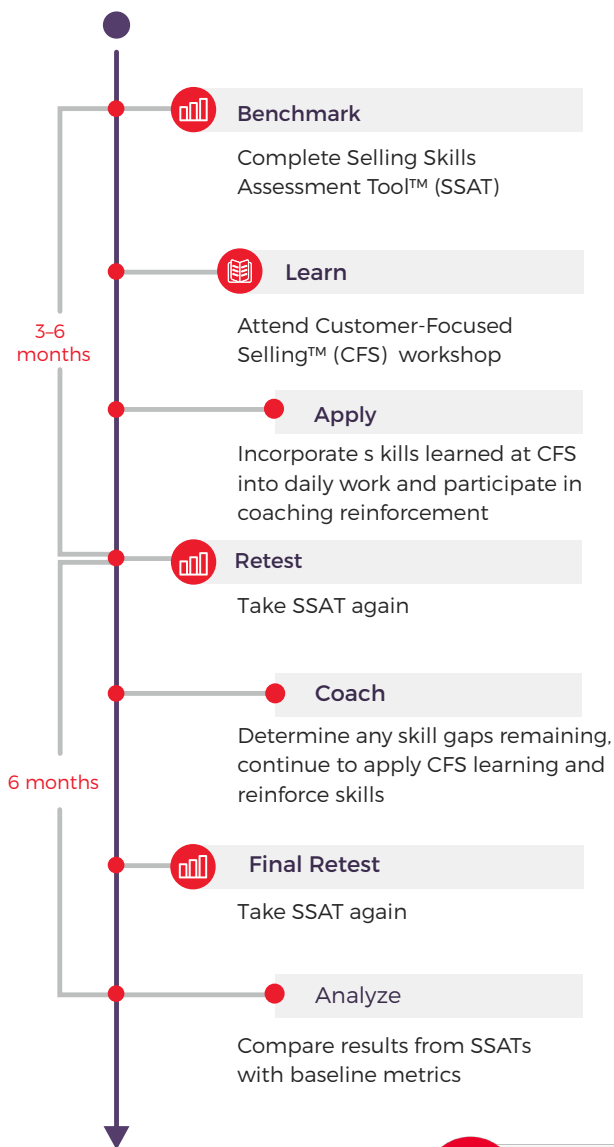 Benchmark
Complete Selling Skills
Assessment Tool™ (SSAT)
Learn
Attend Customer-Focused
Selling™ (CFS) workshop
3–6
months
Apply
Incorporate s kills learned at CFS
into daily work and participate in
coaching reinforcement
Retest
Take SSAT again
Coach
Determine any skill gaps remaining,
continue to apply CFS learning and
reinforce skills
6 months
Final Retest
Take SSAT again
Analyze
Compare results from SSATs
with baseline metrics